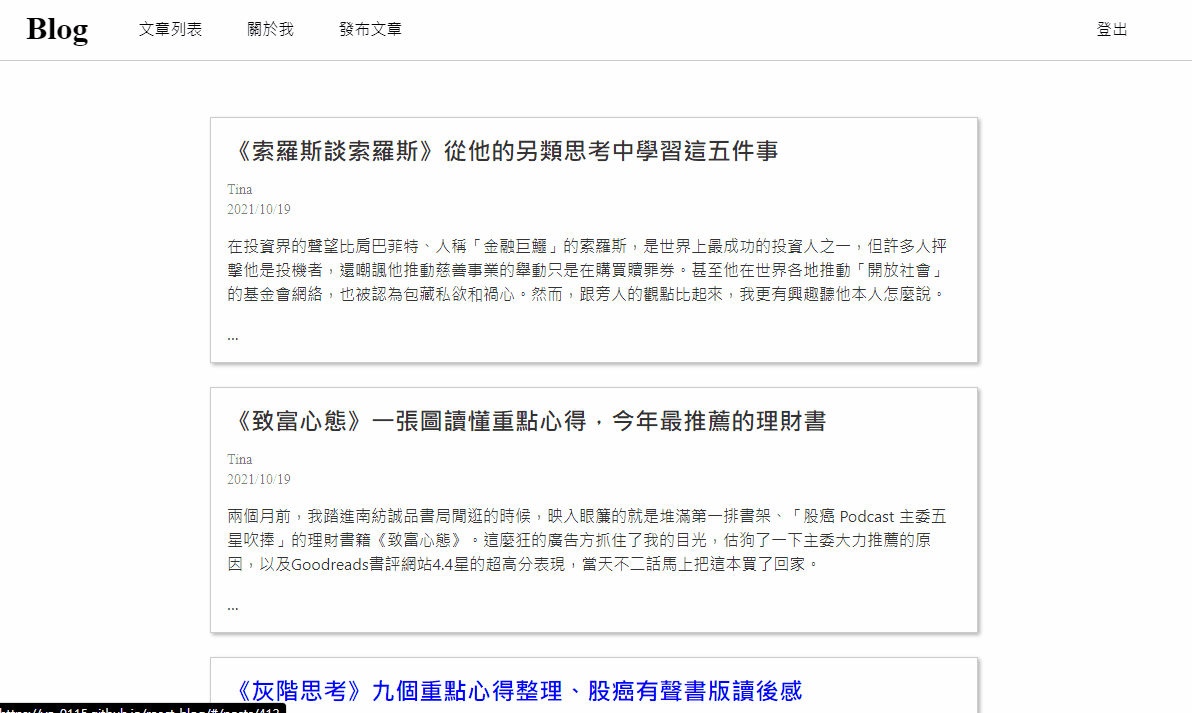 Blog 文章列表 關於我 發布文章 登出
《索羅斯談索羅斯》從他的另類思考中學習這五件事
Tina
2021/10/19
在投資界的聲望比肩巴菲特、人稱「金融巨鱷」的索羅斯，是世界上最成功的投資人之一，但許多人抨
擊他是投機者，還嘲諷他推動慈善事業的舉動只是在購買贖罪券。甚至他在世界各地推動「開放社會」
的基金會網絡，也被認為包藏私欲和禍心。然而，跟旁人的觀點比起來，我更有興趣聽他本人怎麼說。
...
《致富心態》一張圖讀懂重點心得，今年最推薦的理財書
Tina
2021/10/19
兩個月前，我踏進南紡誠品書局閒逛的時候，映入眼簾的就是堆滿第一排書架、「股癌 Podcast 主委五
星吹捧」的理財書籍《致富心態》。這麼狂的廣告方抓住了我的目光，估狗了一下主委大力推薦的原
因，以及Goodreads書評網站4.4星的超高分表現，當天不二話馬上把這本買了回家。
...
《灰階思考》九個重點心得整理、股癌有聲書版讀後感